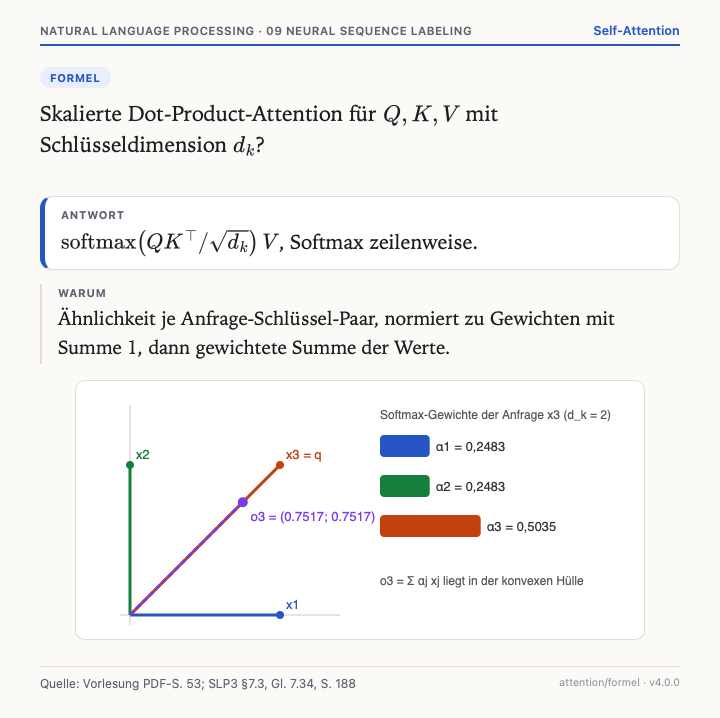 NATURAL LANGUAGE PROCESSING · 09 NEURAL SEQUENCE LABELING
Self-Attention
FORMEL
Skalierte Dot-Product-Attention für Q, K, V mit
Schlüsseldimension d_k?
ANTWORT
softmax(QK^⊤/√d_k) V, Softmax zeilenweise.
WARUM
Ähnlichkeit je Anfrage-Schlüssel-Paar, normiert zu Gewichten mit
Summe 1, dann gewichtete Summe der Werte.
Softmax-Gewichte der Anfrage x3 (d_k = 2)
α1 = 0,2483
x2
x3 = q
α2 = 0,2483
o3 = (0.7517; 0.7517)
α3 = 0,5035
o3 = Σ αj xj liegt in der konvexen Hülle
x1
Quelle: Vorlesung PDF-S. 53; SLP3 §7.3, Gl. 7.34, S. 188
attention/formel · v4.0.0